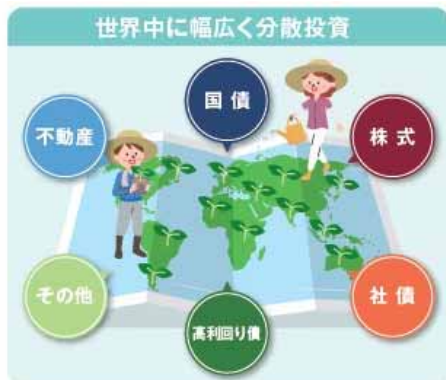 世界中に幅広く分散投資
国債
不動産
株式
その他
社債
高利回り債